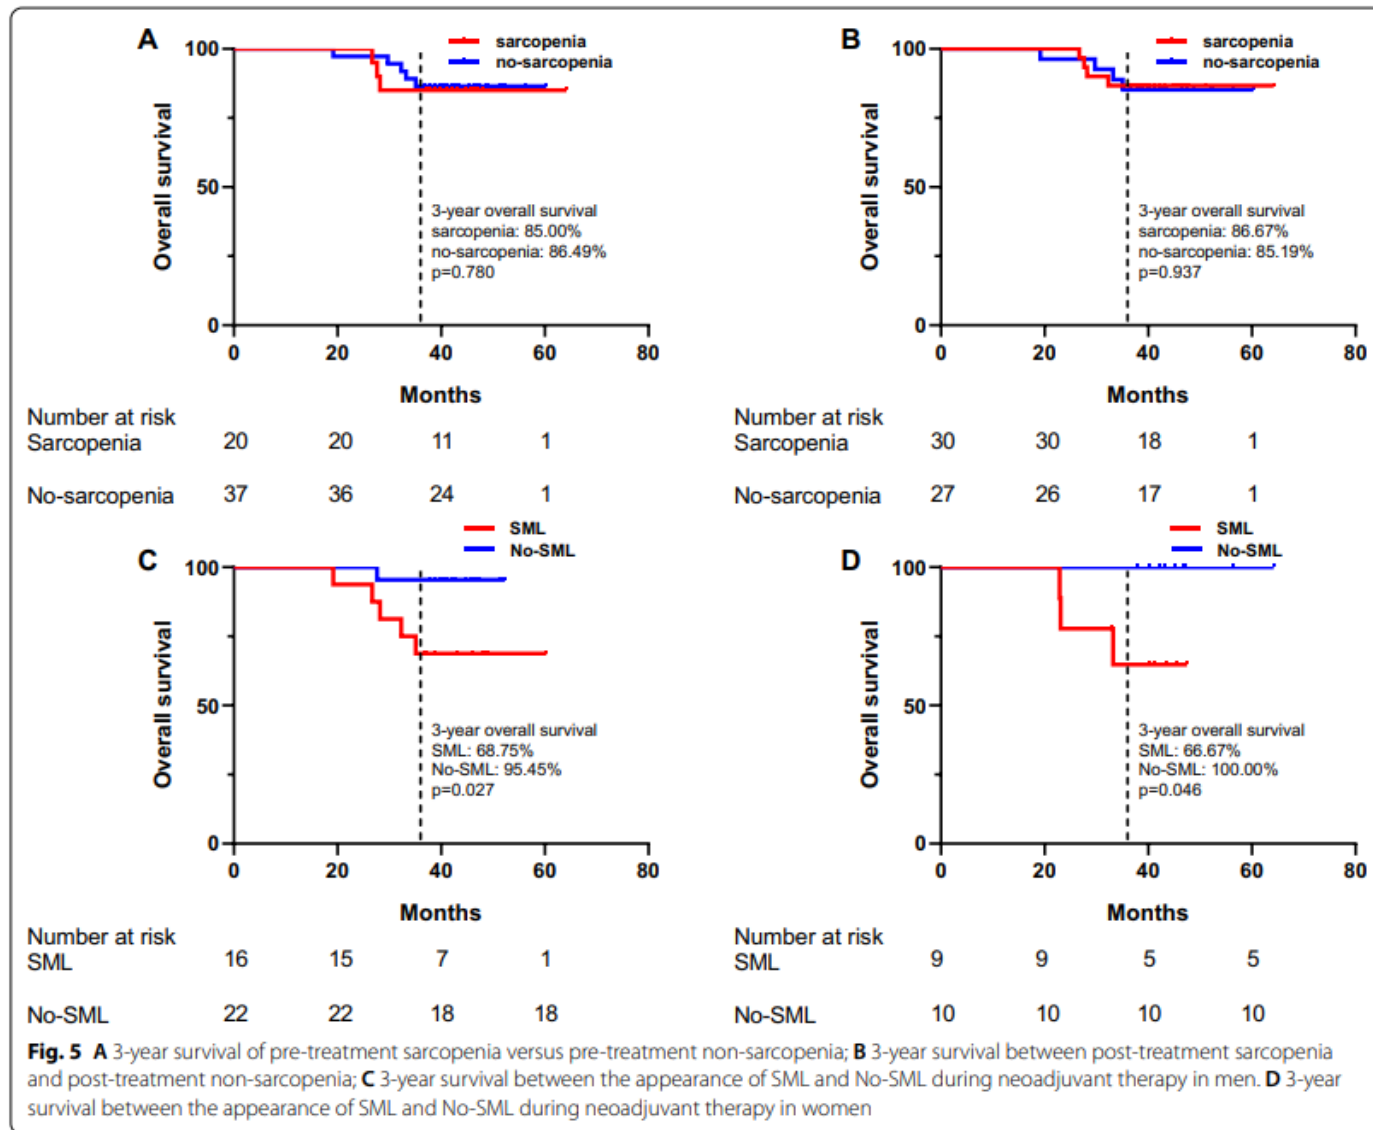 A
sarcopenia
no-sarcopenia
100
50
0
Overall survival
3-year overall survival
sarcopenia: 85.00%
no-sarcopenia: 86.49%
p=0.780
0 20 40 60 80
Months
Number at risk
Sarcopenia 20 20 11 1
No-sarcopenia 37 36 24 1
B
sarcopenia
no-sarcopenia
100
50
0
Overall survival
3-year overall survival
sarcopenia: 86.67%
no-sarcopenia: 85.19%
p=0.937
0 20 40 60 80
Months
Number at risk
Sarcopenia 30 30 18 1
No-sarcopenia 27 26 17 1
C
SML
No-SML
100
50
0
Overall survival
3-year overall survival
SML: 68.75%
No-SML: 95.45%
p=0.027
0 20 40 60 80
Months
Number at risk
SML 16 15 7 1
No-SML 22 22 18 18
D
SML
No-SML
100
50
0
Overall survival
3-year overall survival
SML: 66.67%
No-SML: 100.00%
p=0.046
0 20 40 60 80
Months
Number at risk
SML 9 9 5 5
No-SML 10 10 10 10
Fig. 5 A 3-year survival of pre-treatment sarcopenia versus pre-treatment non-sarcopenia; B 3-year survival between post-treatment sarcopenia
and post-treatment non-sarcopenia; C 3-year survival between the appearance of SML and No-SML during neoadjuvant therapy in men. D 3-year
survival between the appearance of SML and No-SML during neoadjuvant therapy in women